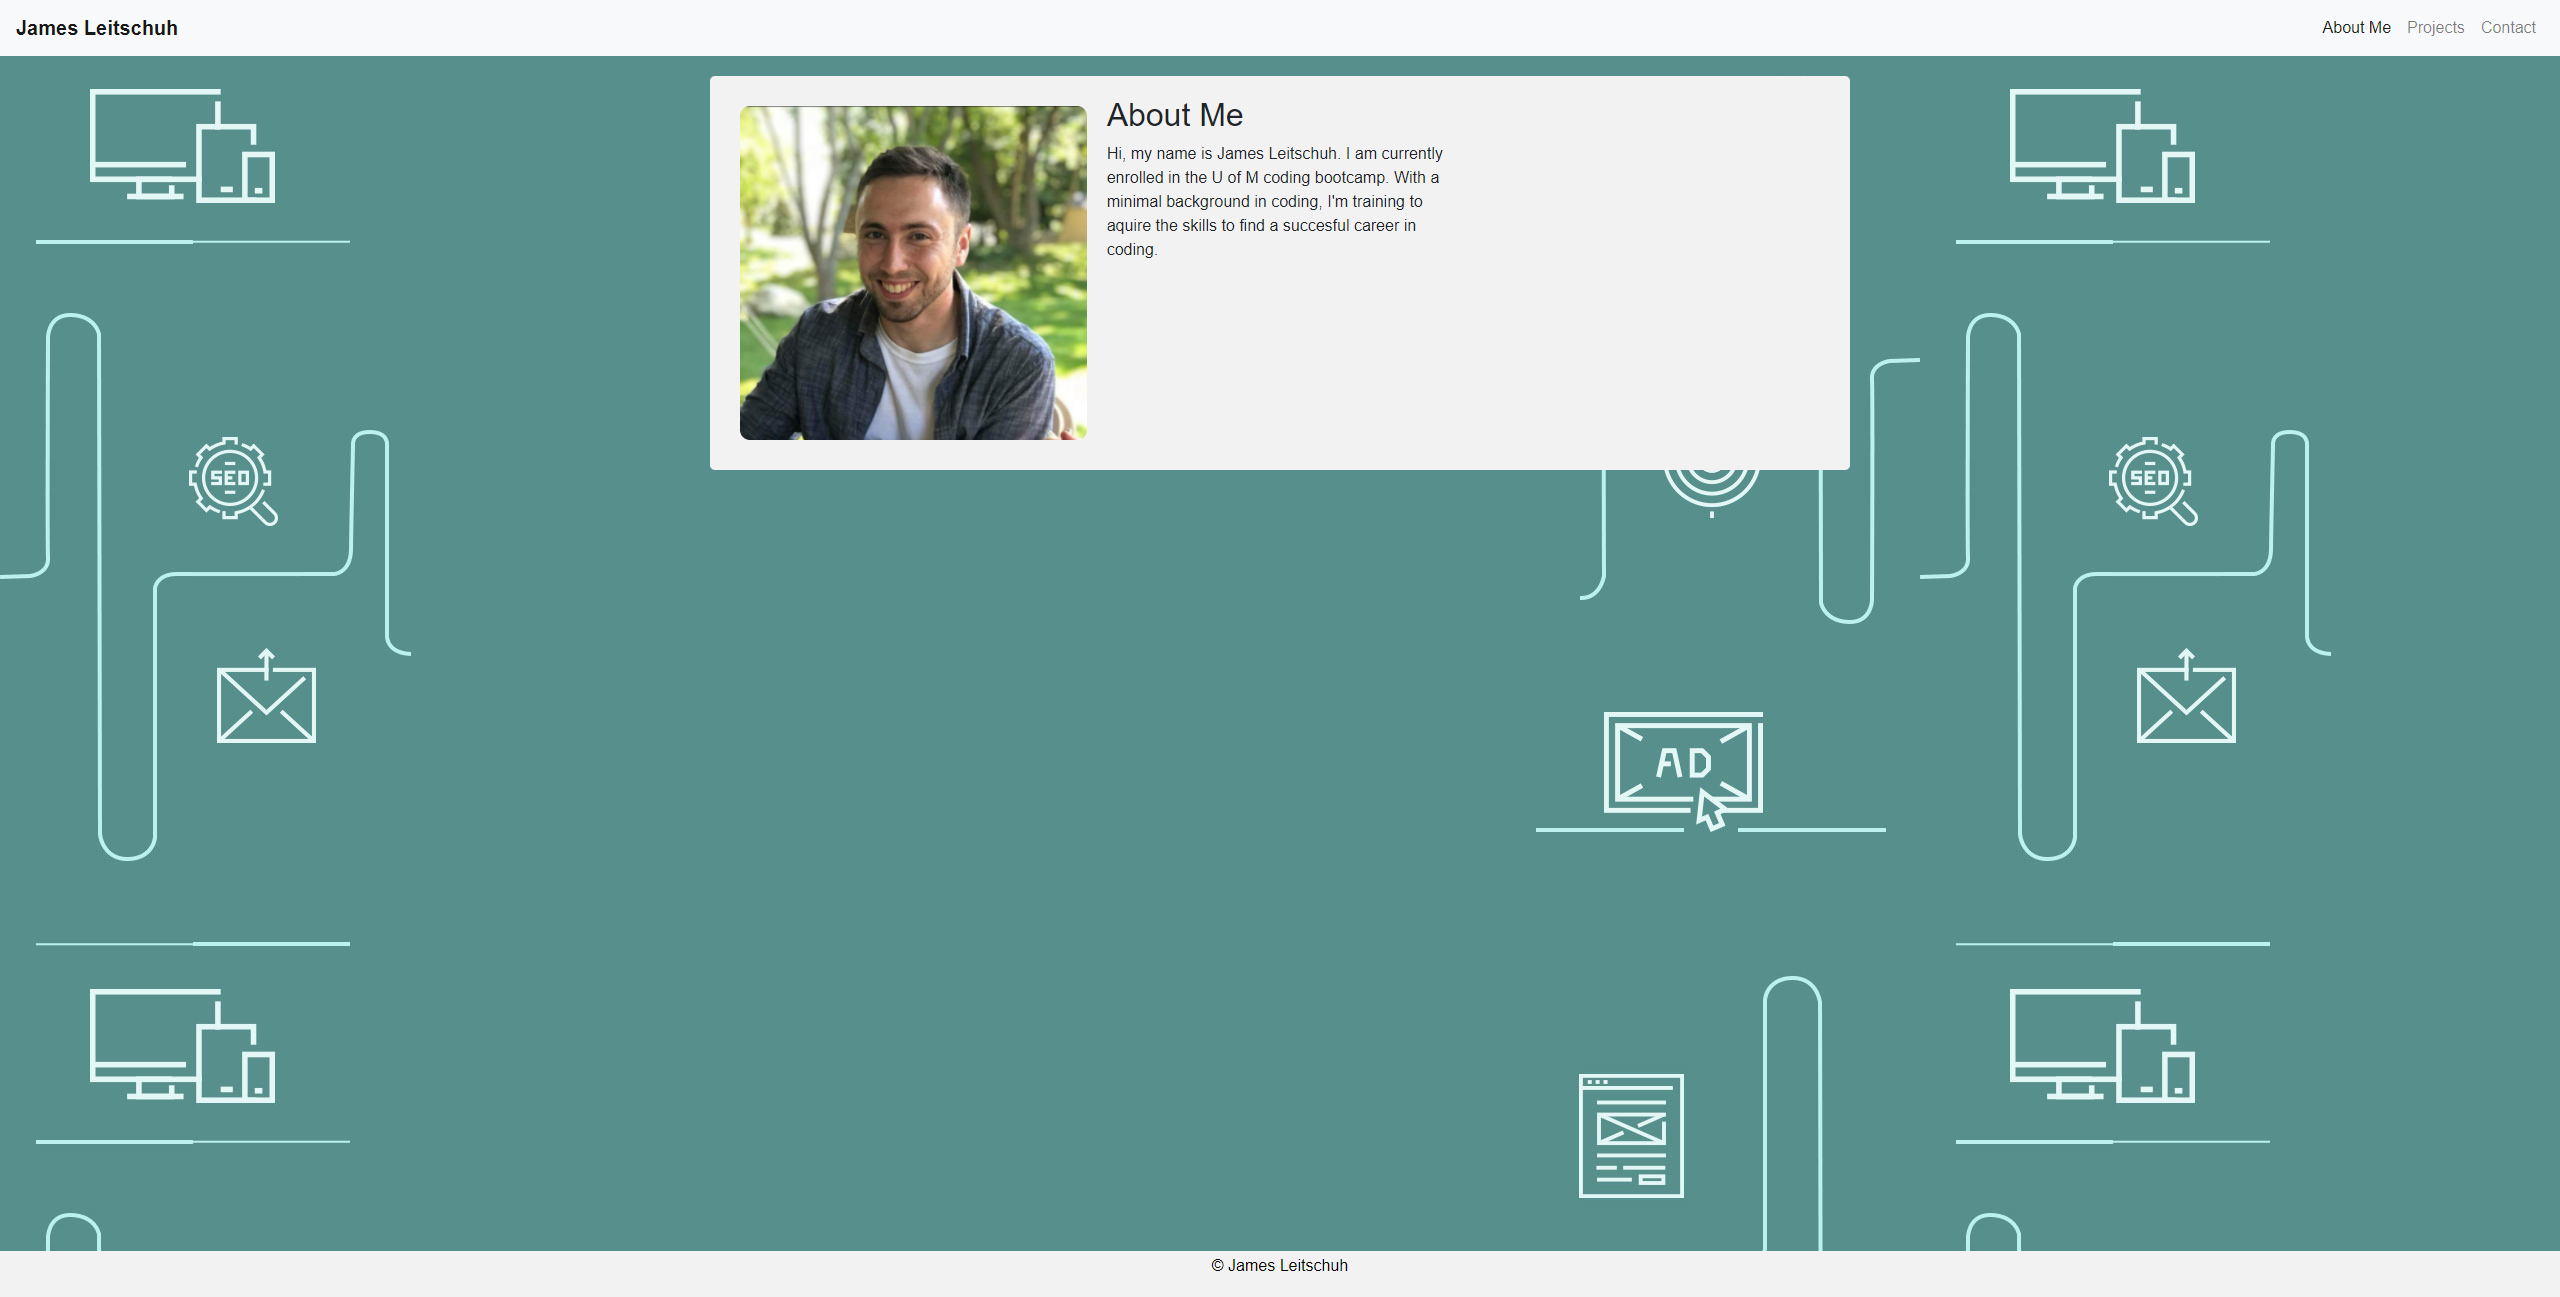 James Leitschuh
About Me Projects Contact
About Me
Hi, my name is James Leitschuh. I am currently
enrolled in the U of M coding bootcamp. With a
minimal background in coding, I'm training to
aquire the skills to find a succesful career in
coding.
SEO
SEO
AD
© James Leitschuh